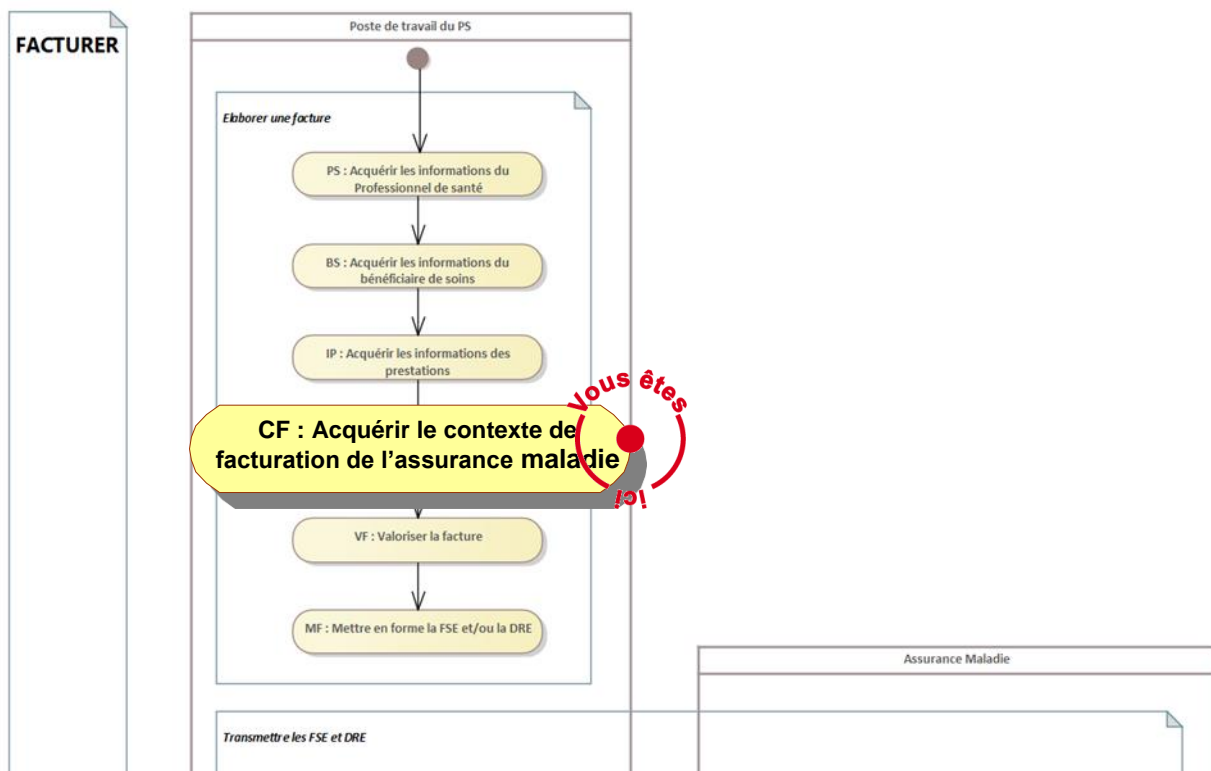 FACTURER
Poste de travail du PS
Elaborer une facture
PS : Acquérir les informations du
Professionnel de santé
BS : Acquérir les informations du
bénéficiaire de soins
IP : Acquérir les informations des
prestations
Vous êtes
ici
CF : Acquérir le contexte de
facturation de l'assurance maladie
VF : Valoriser la facture
MF : Mettre en forme la FSE et/ou la DRE
Assurance Maladie
Transmettre les FSE et DRE